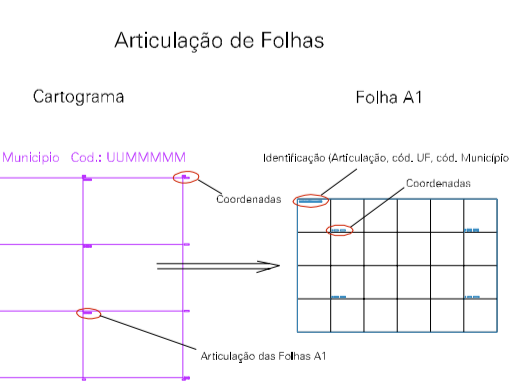 Articulação de Folhas
Cartograma
Folha A1
Municipio Cod.: UUMMMMM
Identificação (Articulação, cód. UF, cód. Município
Coordenadas
Coordenadas
Articulação das Folhas A1